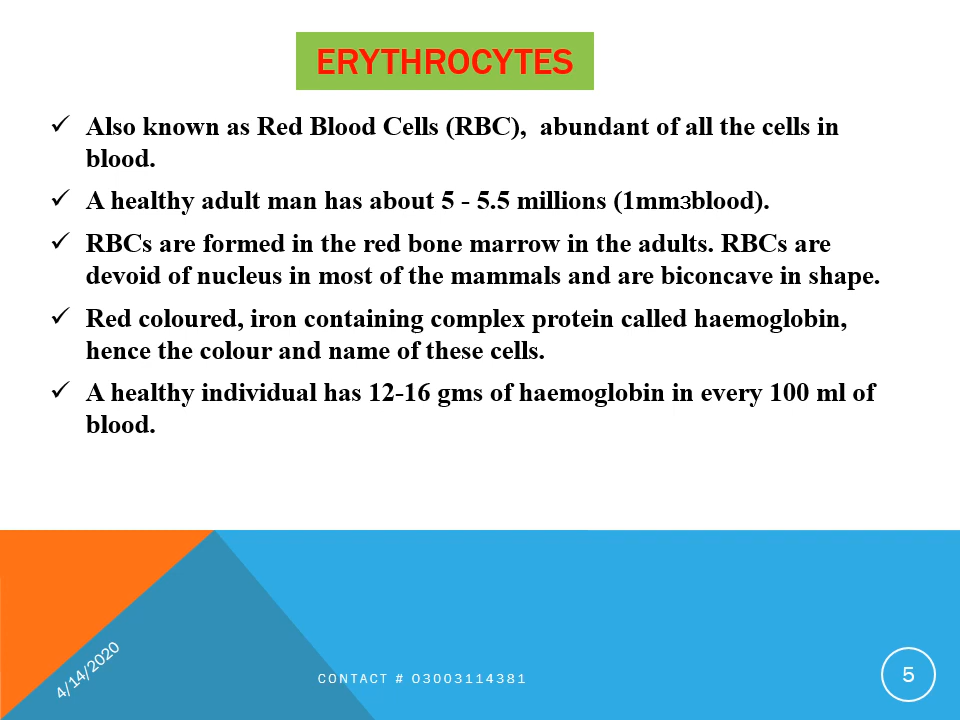 ERYTHROCYTES
✓ Also known as Red Blood Cells (RBC),  abundant of all the cells in
blood.
✓ A healthy adult man has about 5 - 5.5 millions (1mm3blood).
✓ RBCs are formed in the red bone marrow in the adults. RBCs are
devoid of nucleus in most of the mammals and are biconcave in shape.
✓ Red coloured, iron containing complex protein called haemoglobin,
hence the colour and name of these cells.
✓ A healthy individual has 12-16 gms of haemoglobin in every 100 ml of
blood.
4/14/2020
CONTACT # 03003114381
5